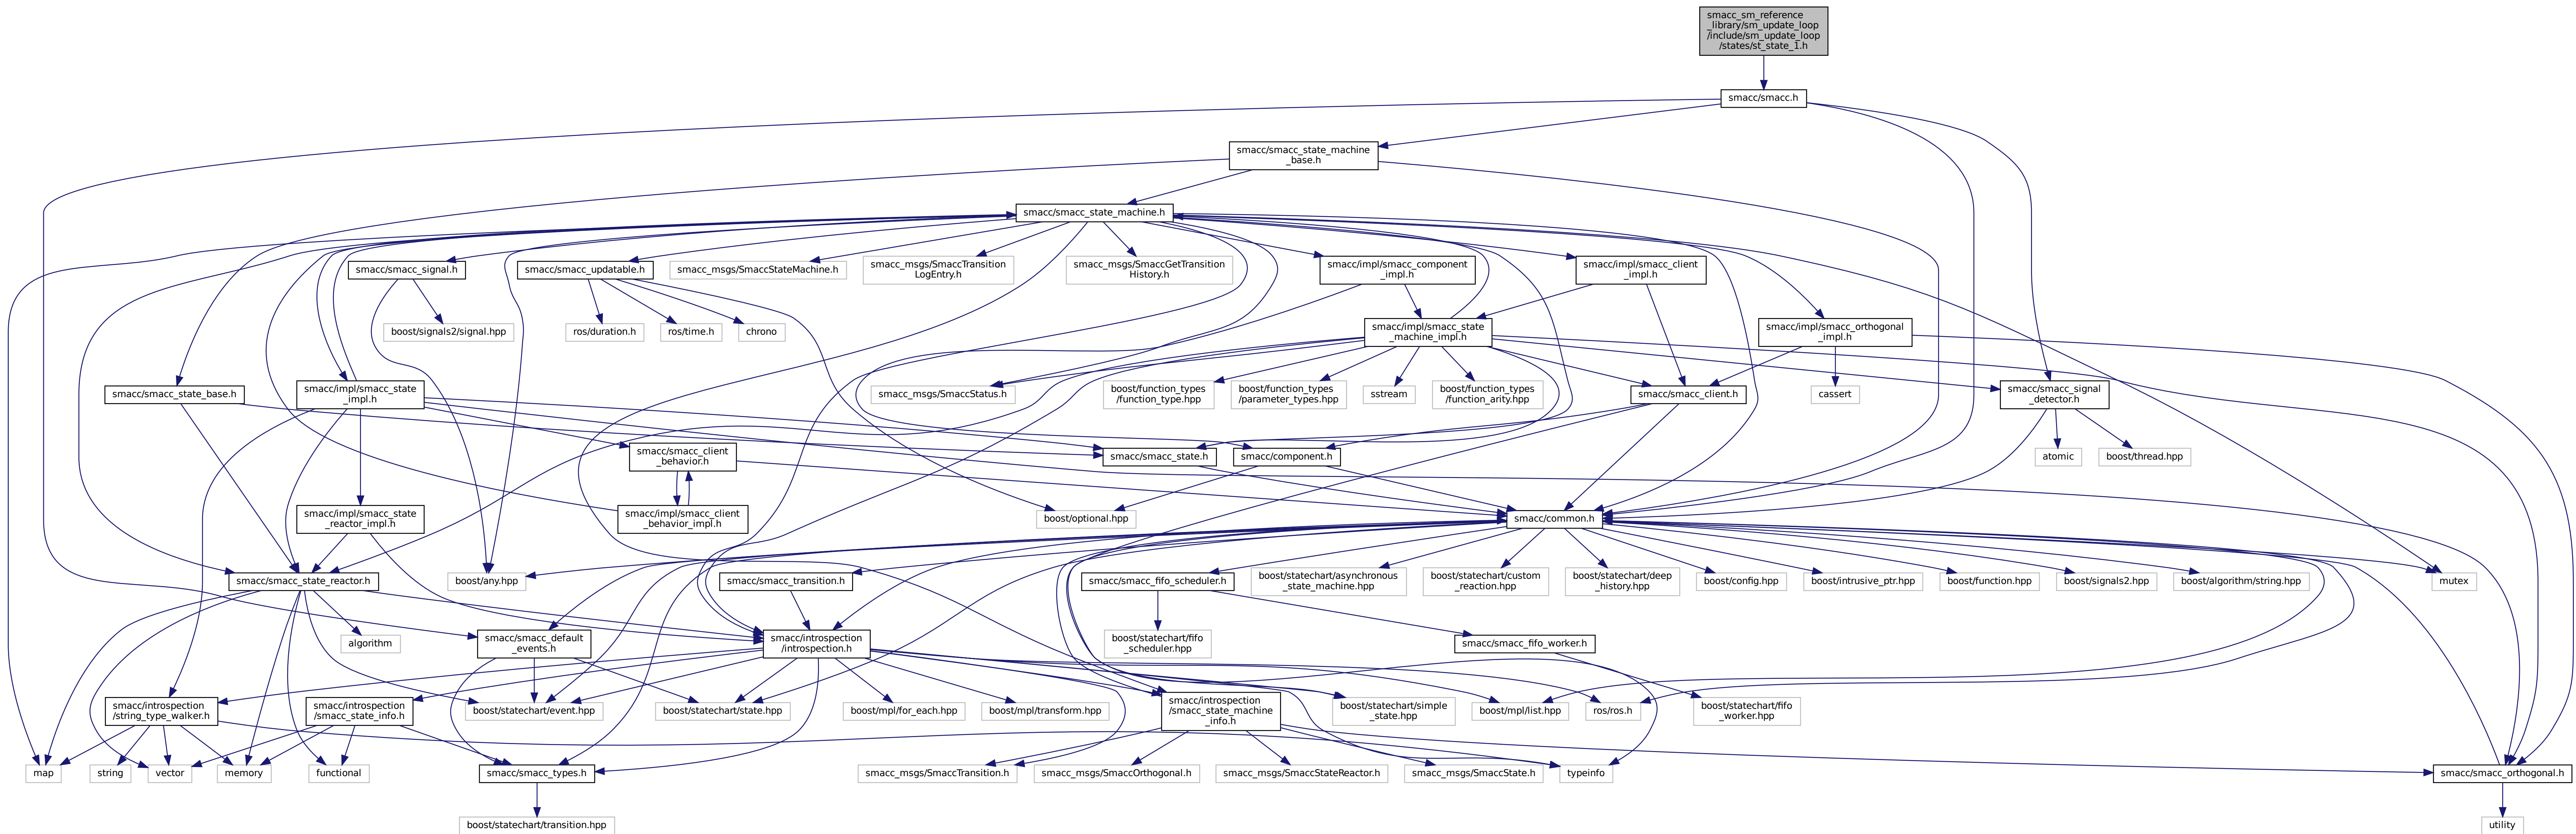 smacc_sm_reference
_library/sm_update_loop
/include/sm_update_loop
/states/st_state_1.h
smacc/smacc.h
smacc/smacc_state_machine
_base.h
smacc/smacc_state_machine.h
smacc/smacc_signal.h
smacc/smacc_updatable.h
smacc_msgs/SmaccStateMachine.h
smacc_msgs/SmaccTransition
LogEntry.h
smacc_msgs/SmaccGetTransition
History.h
smacc/impl/smacc_component
_impl.h
smacc/impl/smacc_client
_impl.h
boost/signals2/signal.hpp
ros/duration.h
ros/time.h
chrono
smacc/impl/smacc_state
_machine_impl.h
smacc/impl/smacc_orthogonal
_impl.h
smacc/smacc_state_base.h
smacc/impl/smacc_state
_impl.h
smacc_msgs/SmaccStatus.h
boost/function_types
/function_type.hpp
boost/function_types
/parameter_types.hpp
sstream
boost/function_types
/function_arity.hpp
smacc/smacc_client.h
cassert
smacc/smacc_signal
_detector.h
smacc/smacc_client
_behavior.h
smacc/smacc_state.h
smacc/component.h
atomic
boost/thread.hpp
smacc/impl/smacc_state
_reactor_impl.h
smacc/impl/smacc_client
_behavior_impl.h
boost/optional.hpp
smacc/common.h
smacc/smacc_state_reactor.h
boost/any.hpp
smacc/smacc_transition.h
smacc/smacc_fifo_scheduler.h
boost/statechart/asynchronous
_state_machine.hpp
boost/statechart/custom
_reaction.hpp
boost/statechart/deep
_history.hpp
boost/config.hpp
boost/intrusive_ptr.hpp
boost/function.hpp
boost/signals2.hpp
boost/algorithm/string.hpp
mutex
algorithm
smacc/smacc_default
_events.h
smacc/introspection
/introspection.h
boost/statechart/fifo
_scheduler.hpp
smacc/smacc_fifo_worker.h
smacc/introspection
/string_type_walker.h
smacc/introspection
/smacc_state_info.h
boost/statechart/event.hpp
boost/statechart/state.hpp
boost/mpl/for_each.hpp
boost/mpl/transform.hpp
smacc/introspection
/smacc_state_machine
_info.h
boost/statechart/simple
_state.hpp
boost/mpl/list.hpp
ros/ros.h
boost/statechart/fifo
_worker.hpp
map
string
vector
memory
functional
smacc/smacc_types.h
smacc_msgs/SmaccTransition.h
smacc_msgs/SmaccOrthogonal.h
smacc_msgs/SmaccStateReactor.h
smacc_msgs/SmaccState.h
typeinfo
smacc/smacc_orthogonal.h
boost/statechart/transition.hpp
utility